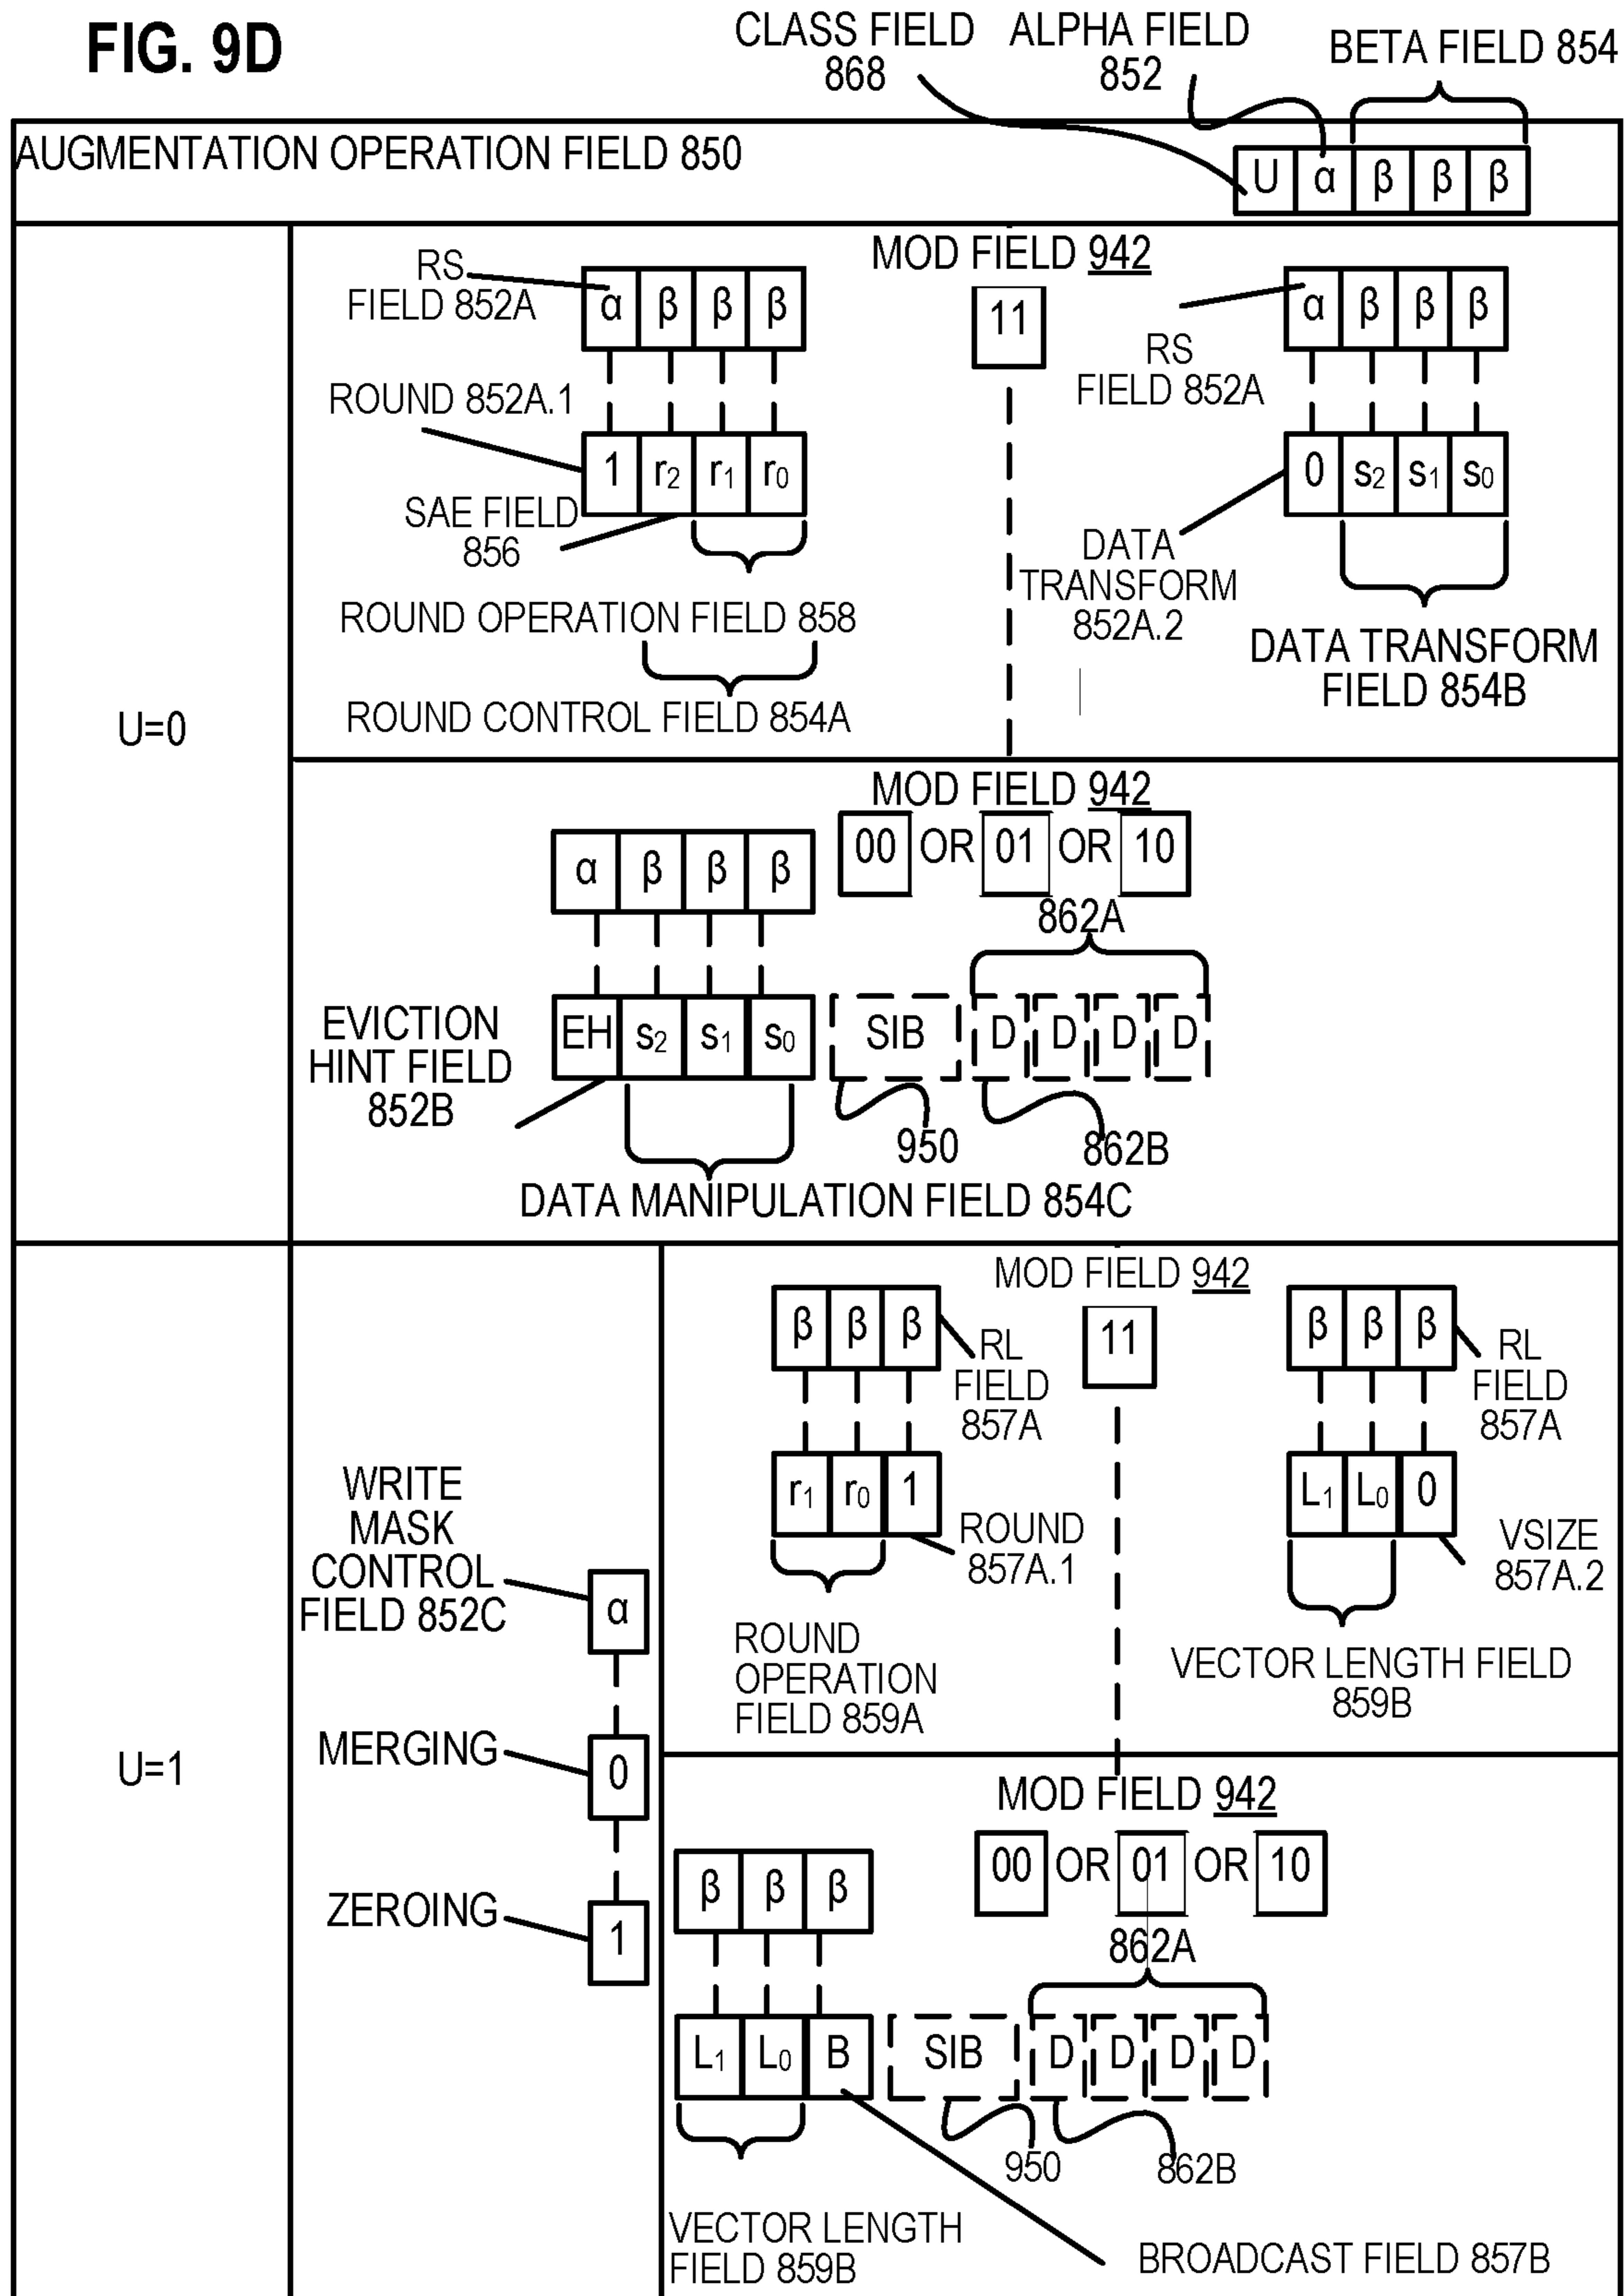 FIG. 9D
CLASS FIELD
868
ALPHA FIELD
852
BETA FIELD 854
AUGMENTATION OPERATION FIELD 850
U α β β β
U=0
MOD FIELD 942
11
RS
FIELD 852A
α β β β
ROUND 852A.1
1 r2 r1 r0
SAE FIELD
856
ROUND OPERATION FIELD 858
ROUND CONTROL FIELD 854A
α β β β
RS
FIELD 852A
0 s2 s1 s0
DATA
TRANSFORM
852A.2
DATA TRANSFORM
FIELD 854B
MOD FIELD 942
00 OR 01 OR 10
α β β β
862A
EVICTION
HINT FIELD
852B
EH s2 s1 s0 SIB D D D D
950
862B
DATA MANIPULATION FIELD 854C
U=1
WRITE
MASK
CONTROL
FIELD 852C
α
MERGING
0
ZEROING
1
MOD FIELD 942
11
β β β
RL
FIELD
857A
r1 r0 1
ROUND
857A.1
ROUND
OPERATION
FIELD 859A
β β β
RL
FIELD
857A
L1 L0 0
VSIZE
857A.2
VECTOR LENGTH FIELD
859B
MOD FIELD 942
00 OR 01 OR 10
β β β
862A
L1 L0 B SIB D D D D
950
862B
VECTOR LENGTH
FIELD 859B
BROADCAST FIELD 857B